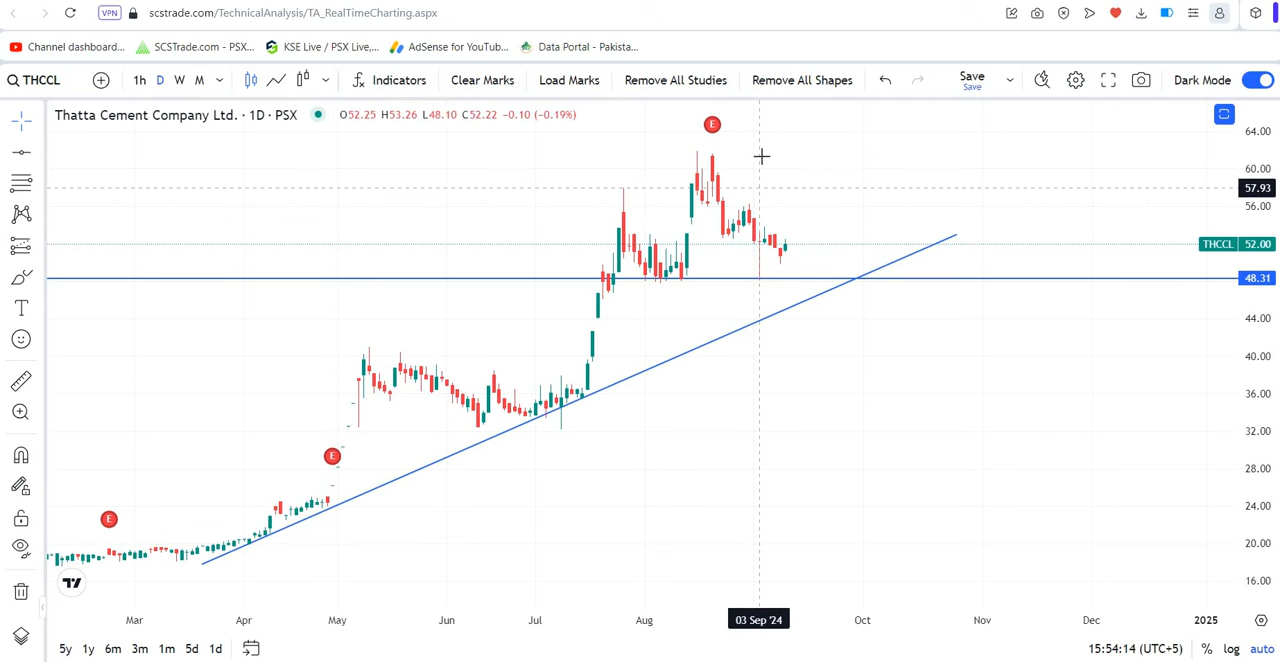 VPN scstrade.com/TechnicalAnalysis/TA_RealTimeCharting.aspx
Channel dashboard... SCSTrade.com - PSX... KSE Live / PSX Live,... AdSense for YouTub... Data Portal - Pakista...
THCCL 1h D W M Indicators Clear Marks Load Marks Remove All Studies Remove All Shapes Save Save Dark Mode
Thatta Cement Company Ltd. · 1D · PSX O52.25 H53.26 L48.10 C52.22 −0.10 (−0.19%)
E
64.00
60.00
57.93
56.00
THCCL 52.00
48.31
44.00
40.00
36.00
32.00
E
28.00
24.00
E
20.00
16.00
Mar Apr May Jun Jul Aug 03 Sep '24 Oct Nov Dec 2025
5y 1y 6m 3m 1m 5d 1d 15:54:14 (UTC+5) % log auto